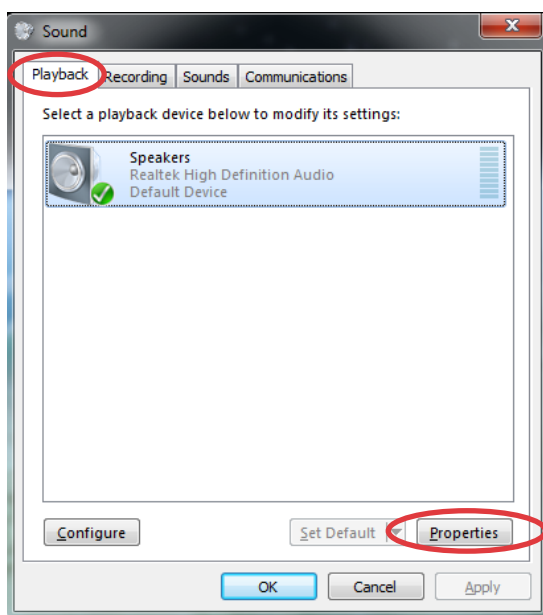 Sound
Playback Recording Sounds Communications
Select a playback device below to modify its settings:
Speakers
Realtek High Definition Audio
Default Device
Configure Set Default Properties
OK Cancel Apply